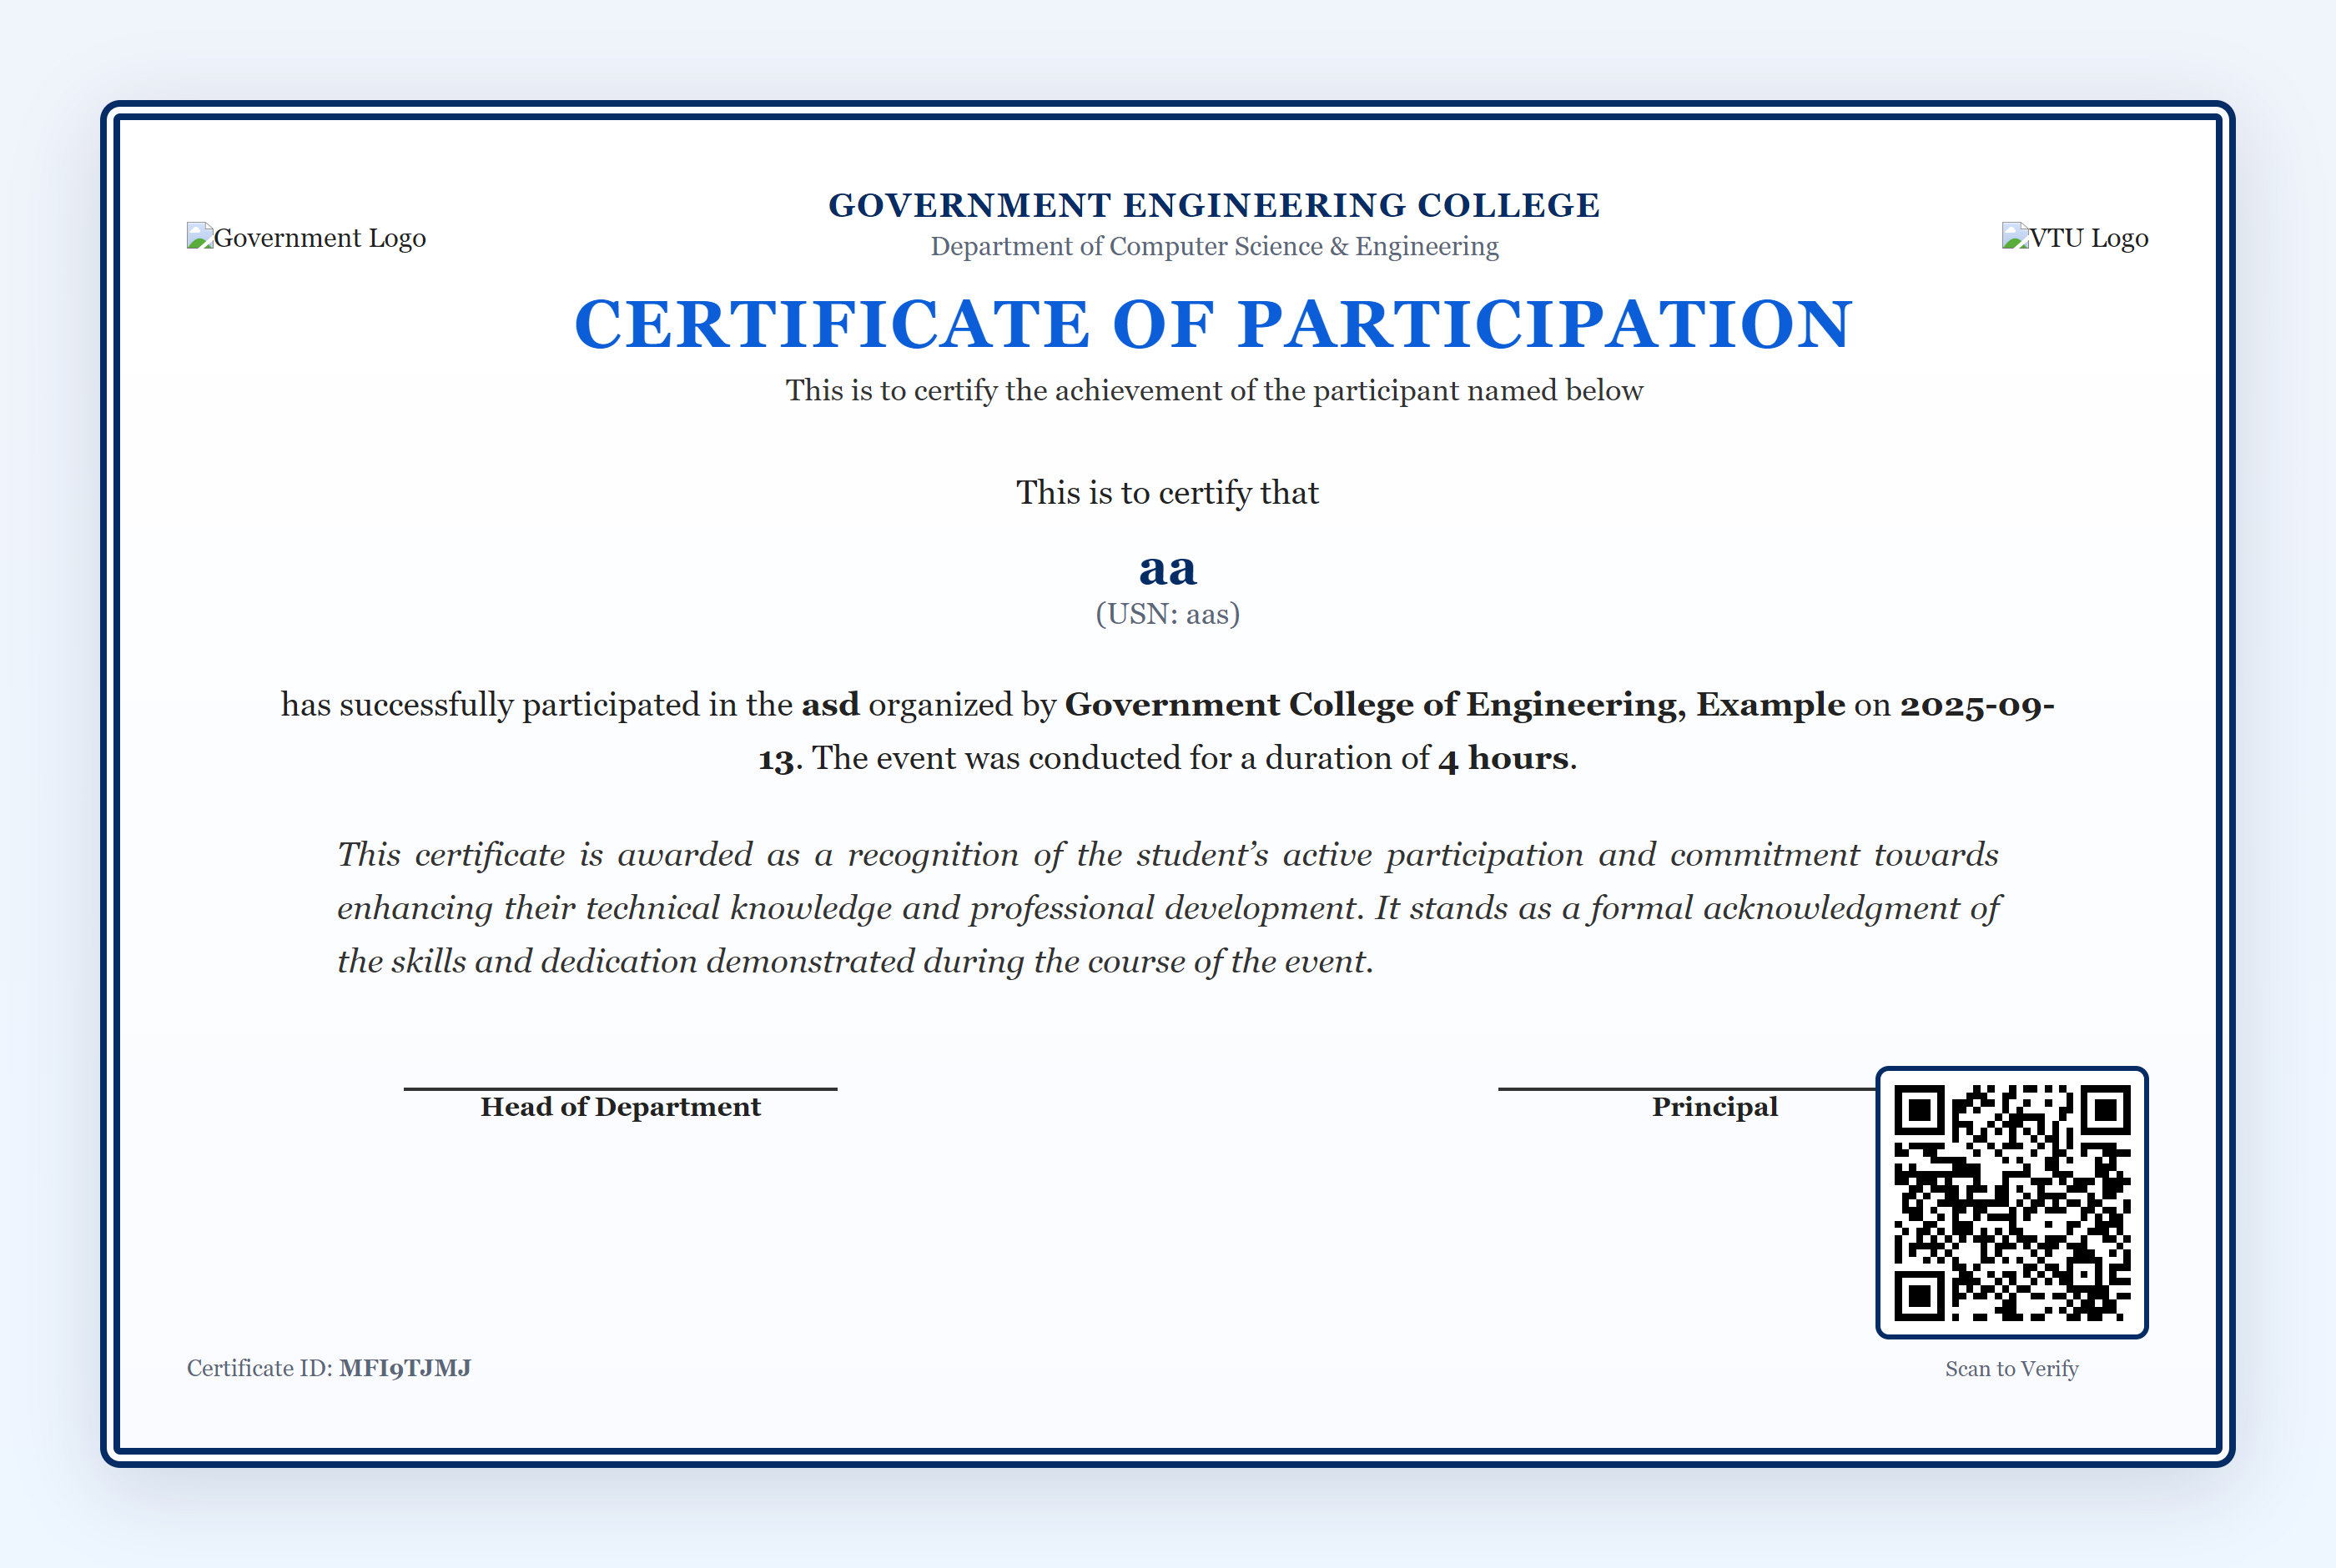 GOVERNMENT ENGINEERING COLLEGE
Government Logo
Department of Computer Science & Engineering
VTU Logo
CERTIFICATE OF PARTICIPATION
This is to certify the achievement of the participant named below
This is to certify that
aa
(USN: aas)
has successfully participated in the asd organized by Government College of Engineering, Example on 2025-09-
13. The event was conducted for a duration of 4 hours.
This certificate is awarded as a recognition of the student’s active participation and commitment towards
enhancing their technical knowledge and professional development. It stands as a formal acknowledgment of
the skills and dedication demonstrated during the course of the event.
Head of Department
Principal
Certificate ID: MFI9TJMJ
Scan to Verify